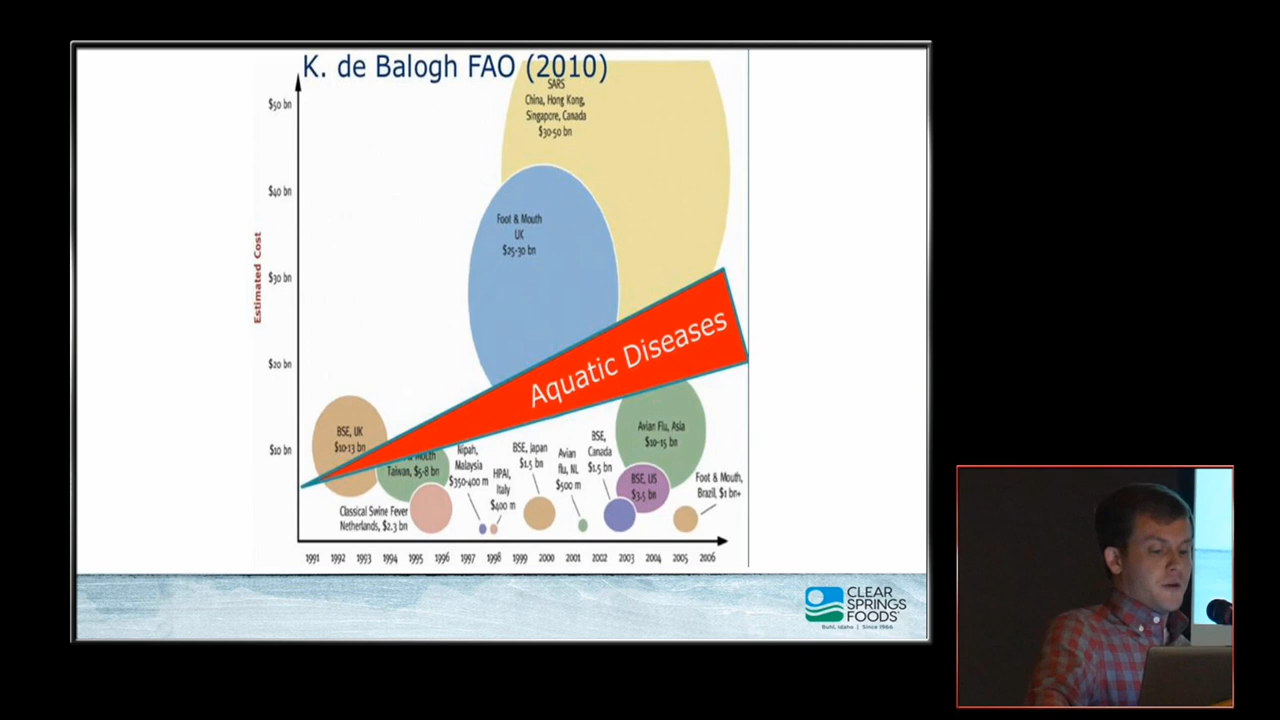 K. de Balogh FAO (2010)
$50 bn
$40 bn
$30 bn
$20 bn
$10 bn
Estimated Cost
SARS
China, Hong Kong,
Singapore, Canada
$30-50 bn
Foot & Mouth
UK
$25-30 bn
Aquatic Diseases
BSE, UK
$10-13 bn
Mouth
Taiwan, $5-8 bn
Classical Swine Fever
Netherlands, $2.3 bn
Nipah,
Malaysia
$350-400 m
HPAI,
Italy
$400 m
BSE, Japan
$1.5 bn
Avian
flu, NL
$500 m
BSE,
Canada
$1.5 bn
Avian Flu, Asia
$10-15 bn
BSE, US
$3.5 bn
Foot & Mouth,
Brazil, $1 bn+
1991 1992 1993 1994 1995 1996 1997 1998 1999 2000 2001 2002 2003 2004 2005 2006
CLEAR
SPRINGS
FOODS
Buhl, Idaho | Since 1966